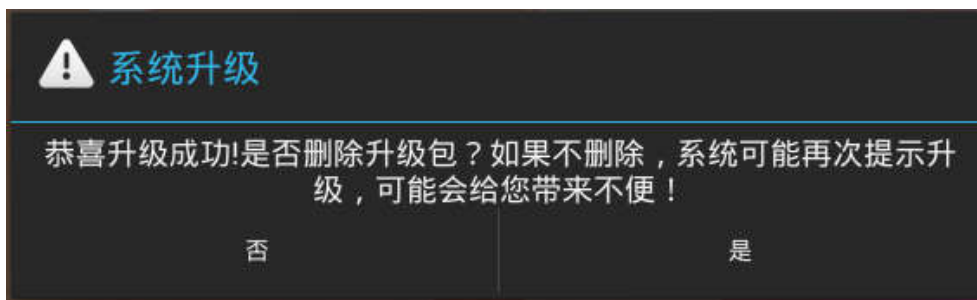 系统升级
恭喜升级成功!是否删除升级包？如果不删除，系统可能再次提示升
级，可能会给您带来不便！
否
是